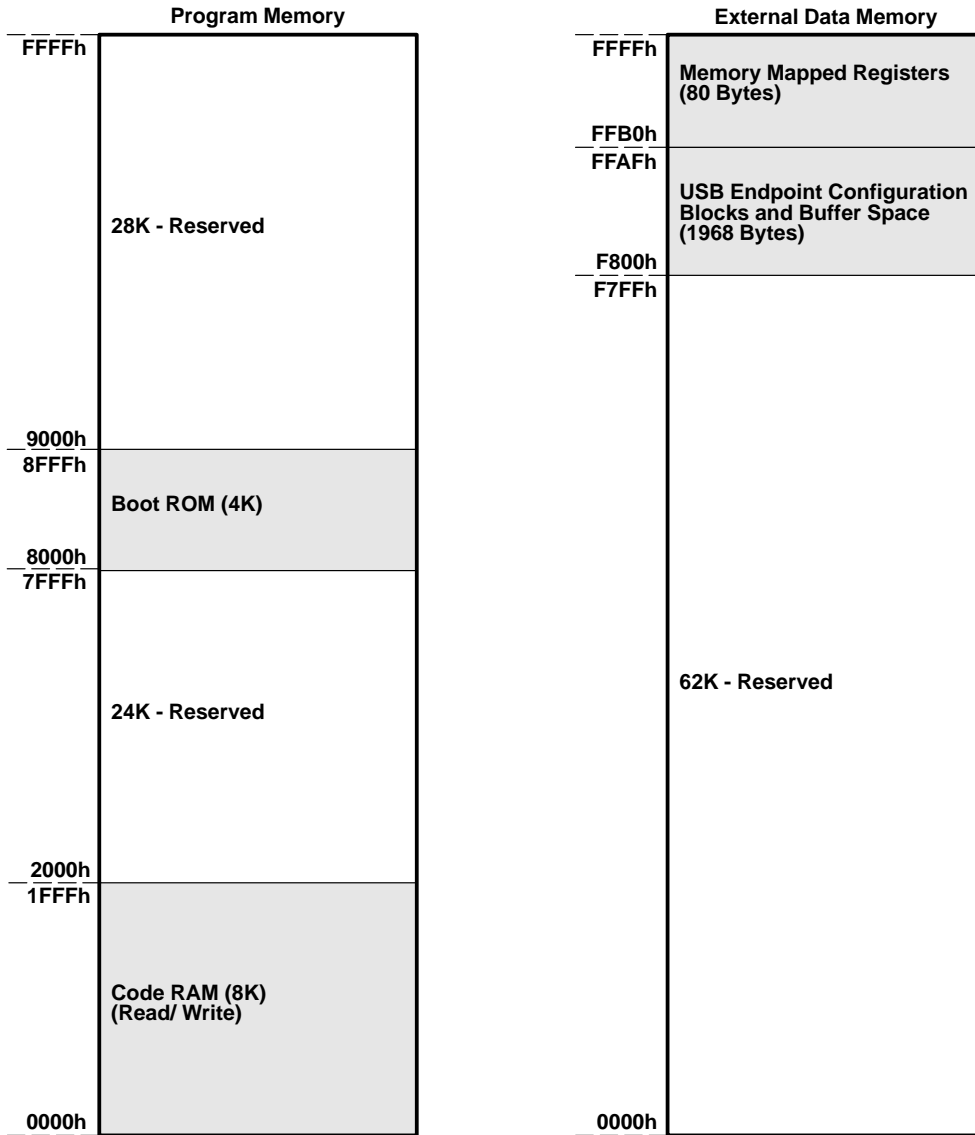 Program Memory
FFFFh
28K - Reserved
9000h
8FFFh
Boot ROM (4K)
8000h
7FFFh
24K - Reserved
2000h
1FFFh
Code RAM (8K)
(Read/ Write)
0000h
External Data Memory
FFFFh
Memory Mapped Registers
(80 Bytes)
FFB0h
FFAFh
USB Endpoint Configuration
Blocks and Buffer Space
(1968 Bytes)
F800h
F7FFh
62K - Reserved
0000h